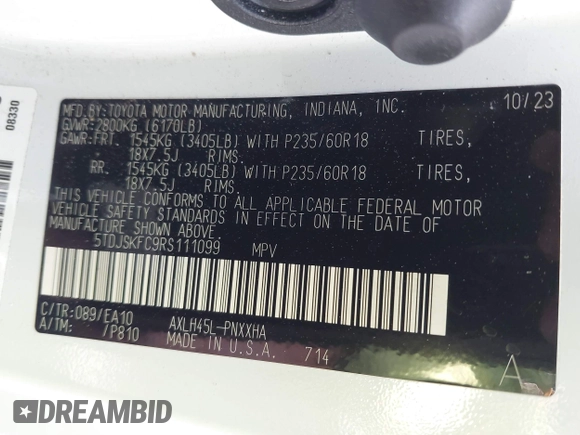 MFD. BY:TOYOTA MOTOR MANUFACTURING, INDIANA, INC. 10/23
GVWR:2800KG (6170LB)
GAWR:FRT. 1545KG (3405LB) WITH P235/60R18 TIRES,
, 18X7.5J RIMS.
RR. 1545KG (3405LB) WITH P235/60R18 TIRES,
, 18X7.5J RIMS.
THIS VEHICLE CONFORMS TO ALL APPLICABLE FEDERAL MOTOR
VEHICLE SAFETY STANDARDS IN EFFECT ON THE DATE OF
MANUFACTURE SHOWN ABOVE.
5TDJSKFC9RS111099 MPV
C/TR:089/EA10 AXLH45L-PNXXHA
A/TM: /P810 MADE IN U.S.A. 714
A
08330
DREAMBID